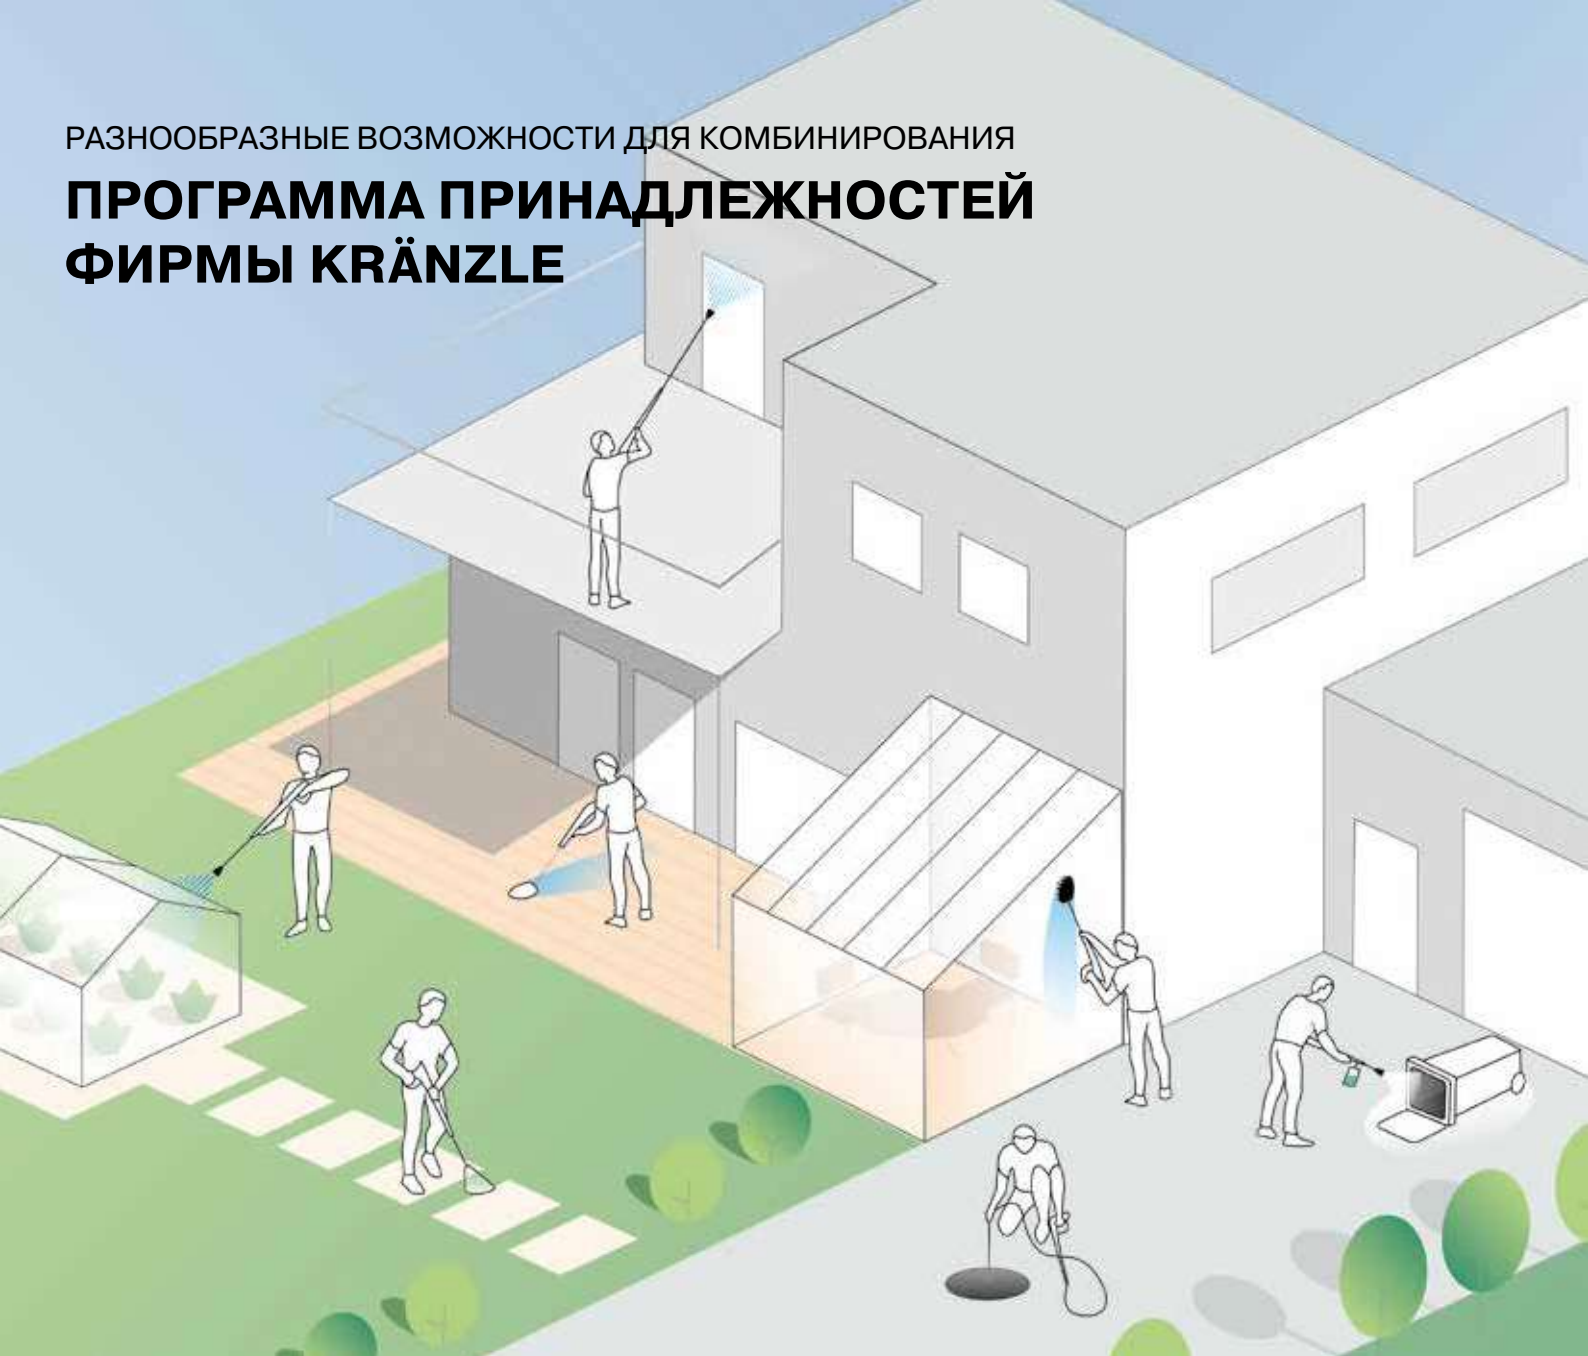 РАЗНООБРАЗНЫЕ ВОЗМОЖНОСТИ ДЛЯ КОМБИНИРОВАНИЯ
ПРОГРАММА ПРИНАДЛЕЖНОСТЕЙ
ФИРМЫ KRÄNZLE